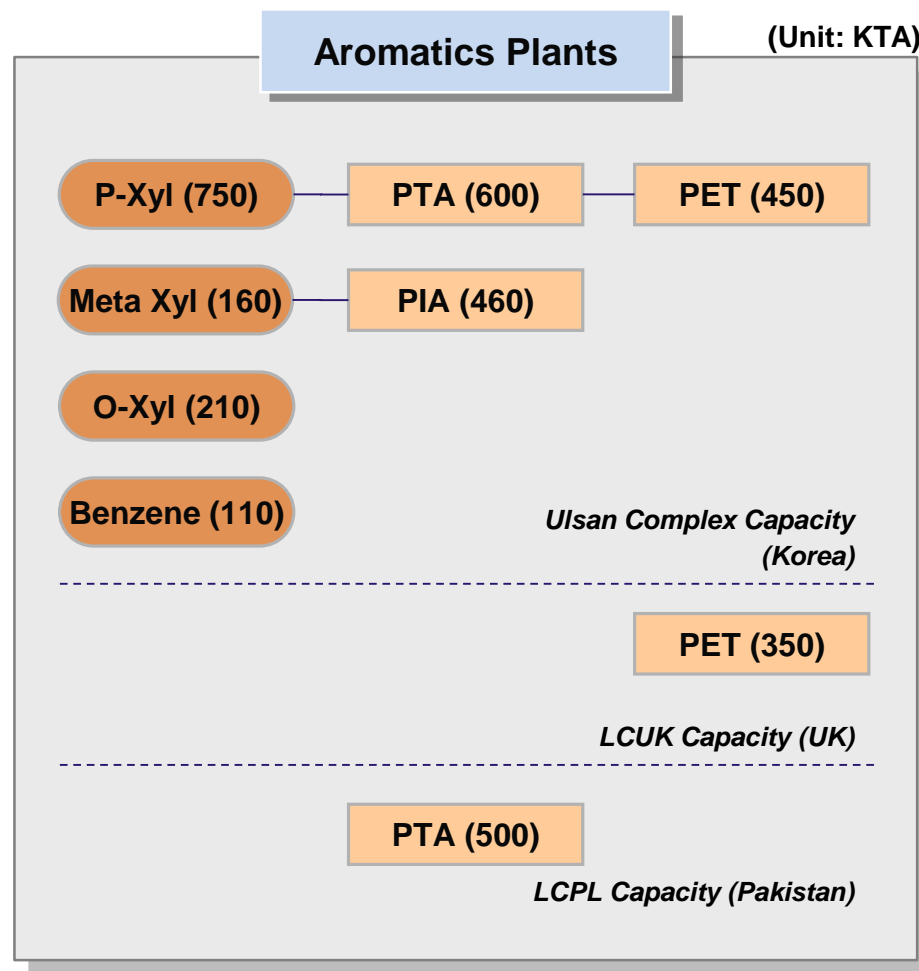 Aromatics Plants
(Unit: KTA)
P-Xyl (750)
PTA (600)
PET (450)
Meta Xyl (160)
PIA (460)
O-Xyl (210)
Benzene (110)
Ulsan Complex Capacity
(Korea)
PET (350)
LCUK Capacity (UK)
PTA (500)
LCPL Capacity (Pakistan)